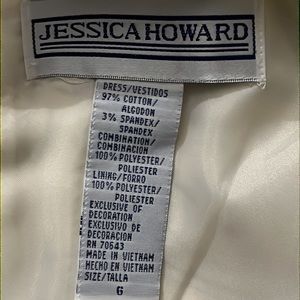 JESSICA HOWARD
DRESS/VESTIDOS
97% COTTON/
ALGODON
3% SPANDEX/
SPANDEX
COMBINATION/
COMBINACION
100% POLYESTER/
POLIESTER
LINING/FORRO
100% POLYESTER/
POLIESTER
EXCLUSIVE OF
DECORATION
EXCLUSIVO DE
DECORACION
RN 70643
MADE IN VIETNAM
HECHO EN VIETNAM
SIZE/TALLA
6